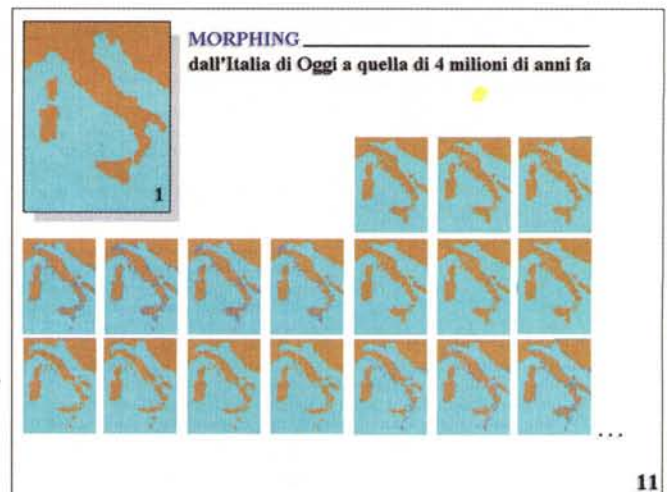 MORPHING
dall'Italia di Oggi a quella di 4 milioni di anni fa
1
...
11